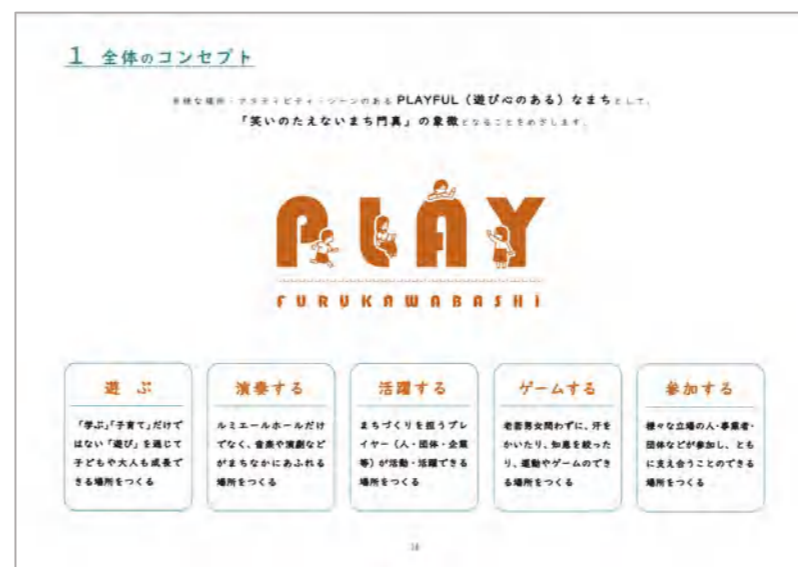 1 全体のコンセプト
多様な場所・アクティビティ・シーンのある PLAYFUL（遊び心のある）なまちとして、
「笑いのたえないまち門真」の象徴となることをめざします。
PLAY
FURUKAWABASHI
遊ぶ
「学ぶ」「子育て」だけで
はない「遊び」を通じて
子どもや大人も成長で
きる場所をつくる
演奏する
ルミエールホールだけ
でなく、音楽や演劇など
がまちなかにあふれる
場所をつくる
活躍する
まちづくりを担うプレ
イヤー（人・団体・企業
等）が活動・活躍できる
場所をつくる
ゲームする
老若男女問わずに、汗を
かいたり、知恵を絞った
り、運動やゲームのでき
る場所をつくる
参加する
様々な立場の人・事業者・
団体などが参加し、とも
に支え合うことのできる
場所をつくる